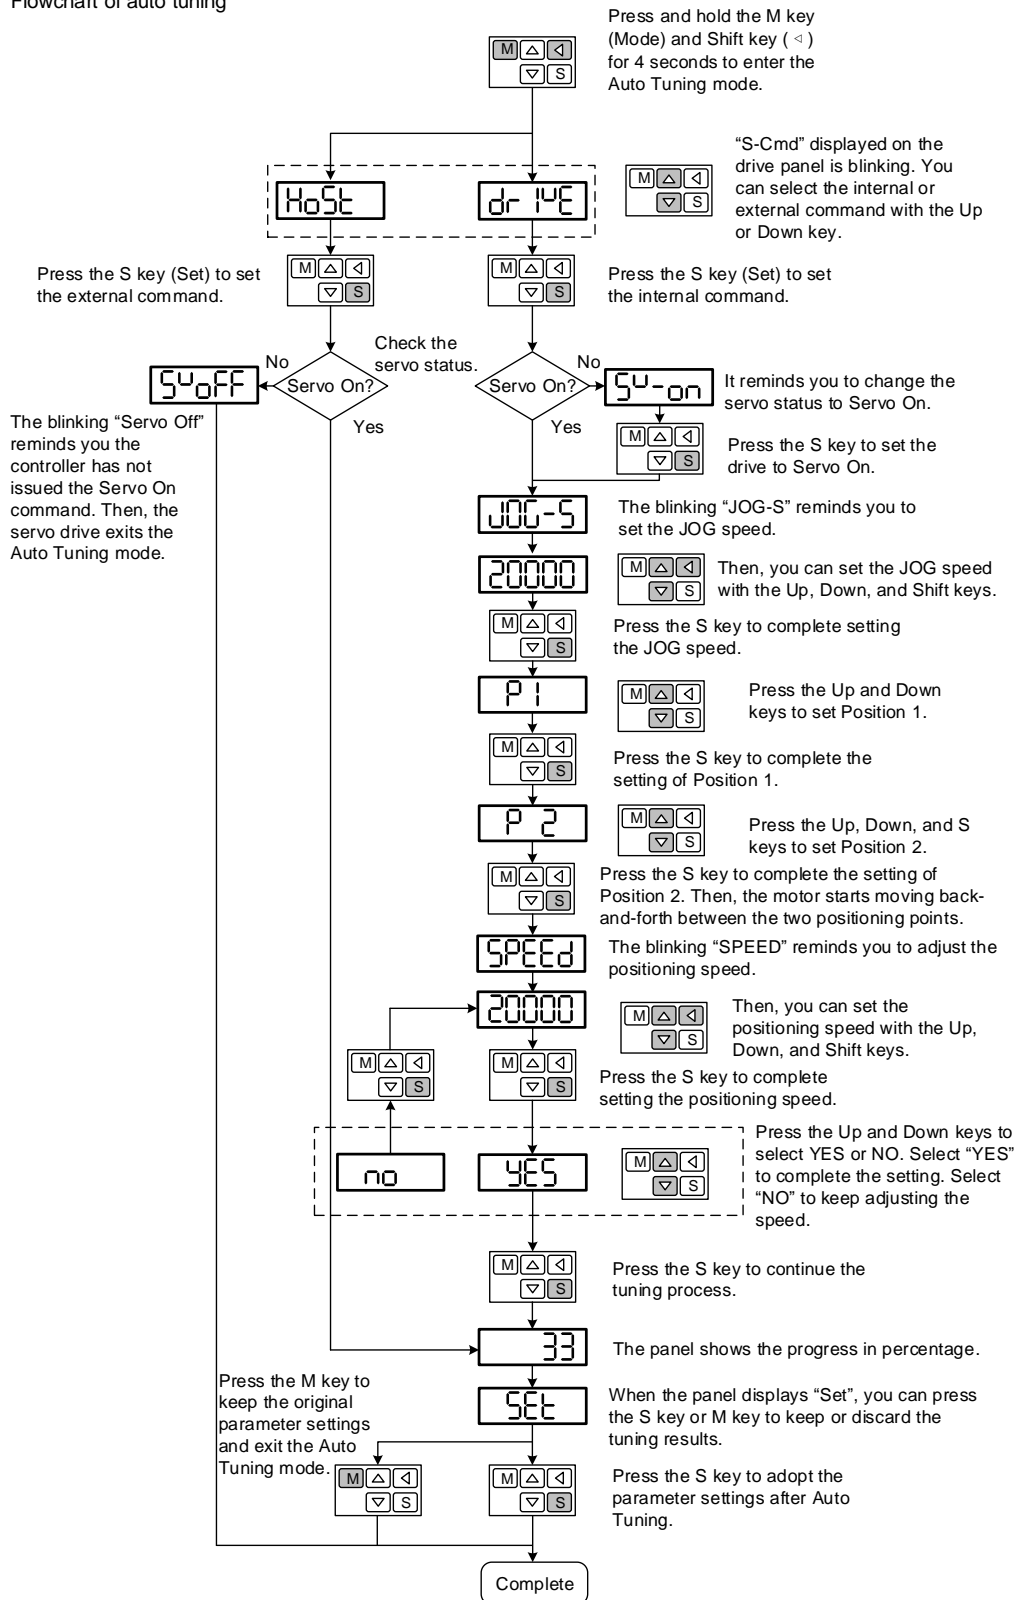 Flowchart of auto tuning
Press and hold the M key
(Mode) and Shift key ( ◁ )
for 4 seconds to enter the
Auto Tuning mode.
M △ ◁
▽ S
“S-Cmd” displayed on the
drive panel is blinking. You
can select the internal or
external command with the Up
or Down key.
HoSt
drIVE
M △ ◁
▽ S
Press the S key (Set) to set
the external command.
M △ ◁
▽ S
M △ ◁
▽ S
Press the S key (Set) to set
the internal command.
Check the
servo status.
No
SVoFF
Servo On?
Yes
Servo On?
No
SV-on
Yes
It reminds you to change the
servo status to Servo On.
The blinking “Servo Off”
reminds you the
controller has not
issued the Servo On
command. Then, the
servo drive exits the
Auto Tuning mode.
M △ ◁
▽ S
Press the S key to set the
drive to Servo On.
JOG-S
The blinking “JOG-S” reminds you to
set the JOG speed.
20000
M △ ◁
▽ S
Then, you can set the JOG speed
with the Up, Down, and Shift keys.
M △ ◁
▽ S
Press the S key to complete setting
the JOG speed.
P1
M △ ◁
▽ S
Press the Up and Down
keys to set Position 1.
M △ ◁
▽ S
Press the S key to complete the
setting of Position 1.
P 2
M △ ◁
▽ S
Press the Up, Down, and S
keys to set Position 2.
M △ ◁
▽ S
Press the S key to complete the setting of
Position 2. Then, the motor starts moving back-
and-forth between the two positioning points.
SPEEd
The blinking “SPEED” reminds you to adjust the
positioning speed.
20000
M △ ◁
▽ S
Then, you can set the
positioning speed with the Up,
Down, and Shift keys.
M △ ◁
▽ S
M △ ◁
▽ S
Press the S key to complete
setting the positioning speed.
no
YES
M △ ◁
▽ S
Press the Up and Down keys to
select YES or NO. Select “YES”
to complete the setting. Select
“NO” to keep adjusting the
speed.
M △ ◁
▽ S
Press the S key to continue the
tuning process.
33
The panel shows the progress in percentage.
SEt
When the panel displays “Set”, you can press
the S key or M key to keep or discard the
tuning results.
Press the M key to
keep the original
parameter settings
and exit the Auto
Tuning mode.
M △ ◁
▽ S
M △ ◁
▽ S
Press the S key to adopt the
parameter settings after Auto
Tuning.
Complete